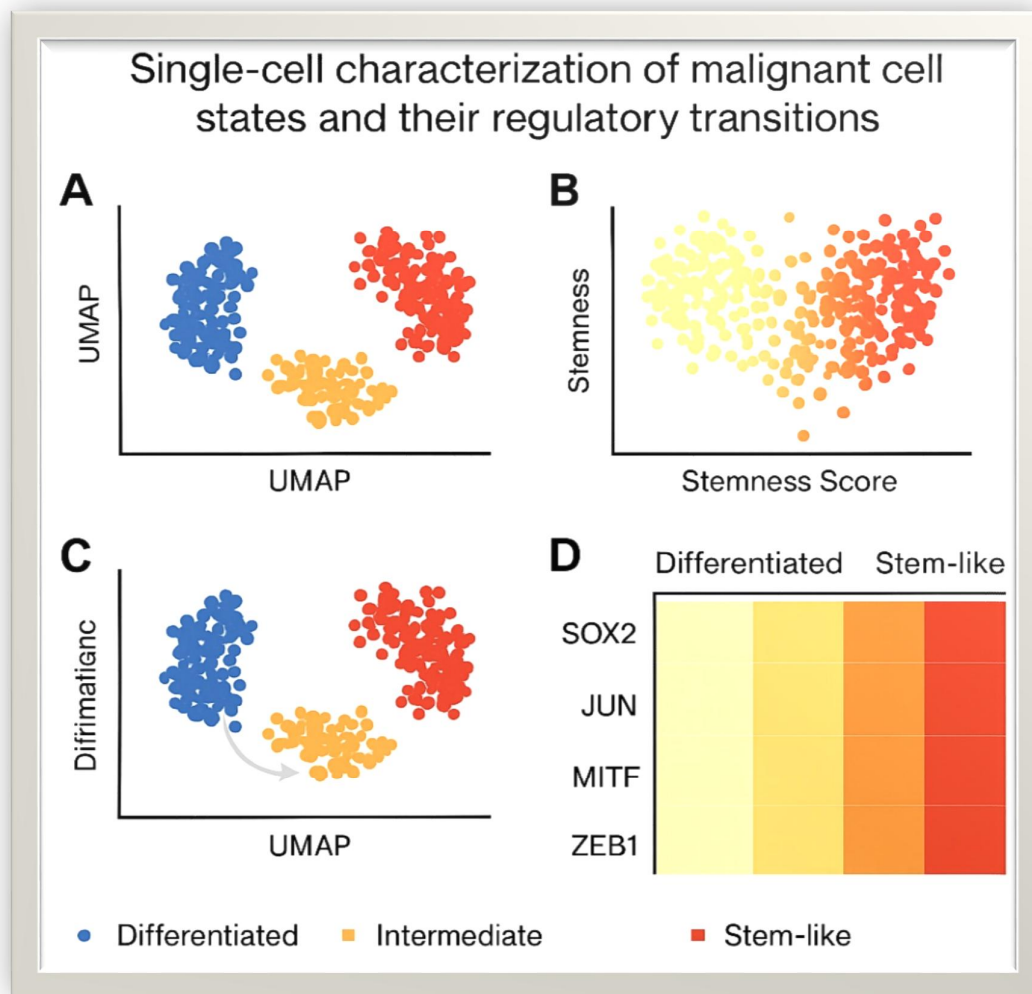 Single-cell characterization of malignant cell
states and their regulatory transitions
A
UMAP
UMAP
B
Stemness
Stemness Score
C
Difrimatianc
UMAP
D
Differentiated Stem-like
SOX2
JUN
MITF
ZEB1
Differentiated Intermediate Stem-like